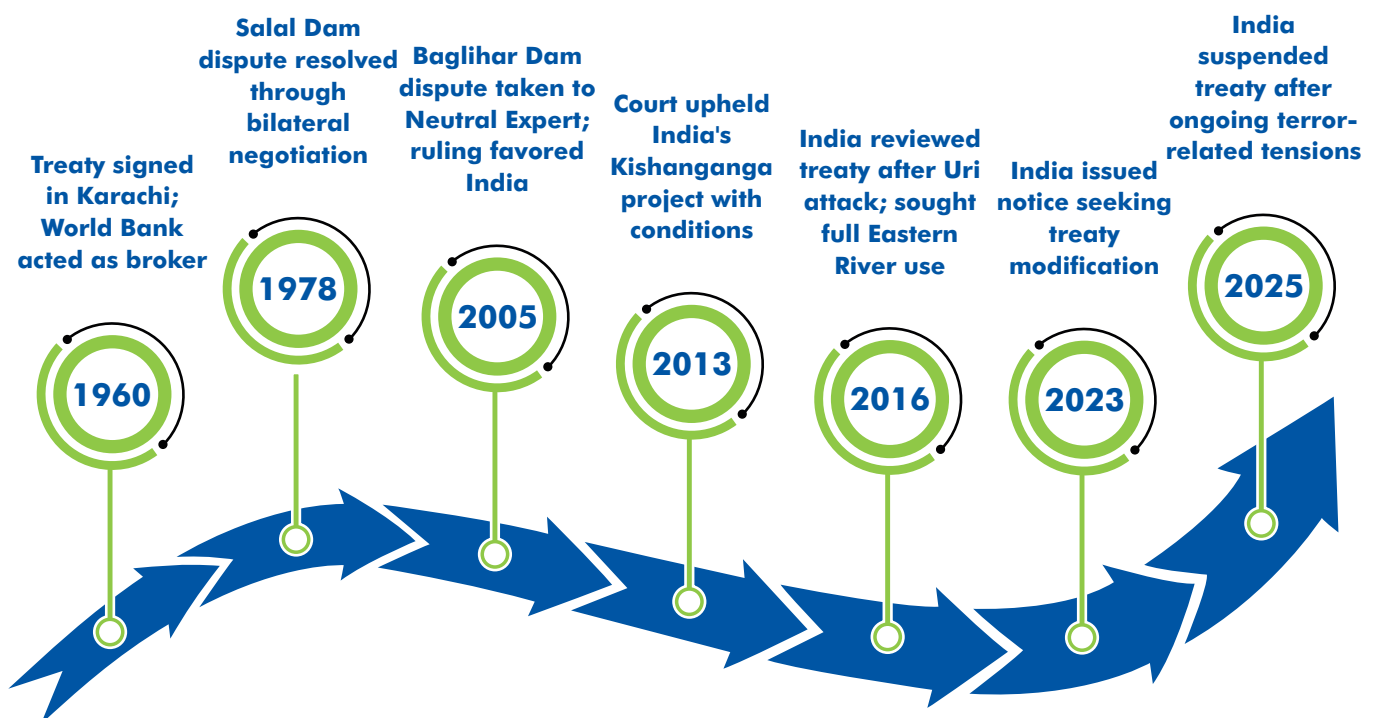 Treaty signed
in Karachi;
World Bank
acted as broker
1960
Salal Dam
dispute resolved
through
bilateral
negotiation
1978
Baglihar Dam
dispute taken to
Neutral Expert;
ruling favored
India
2005
Court upheld
India's
Kishanganga
project with
conditions
2013
India reviewed
treaty after Uri
attack; sought
full Eastern
River use
2016
India issued
notice seeking
treaty
modification
2023
India
suspended
treaty after
ongoing terror-
related tensions
2025